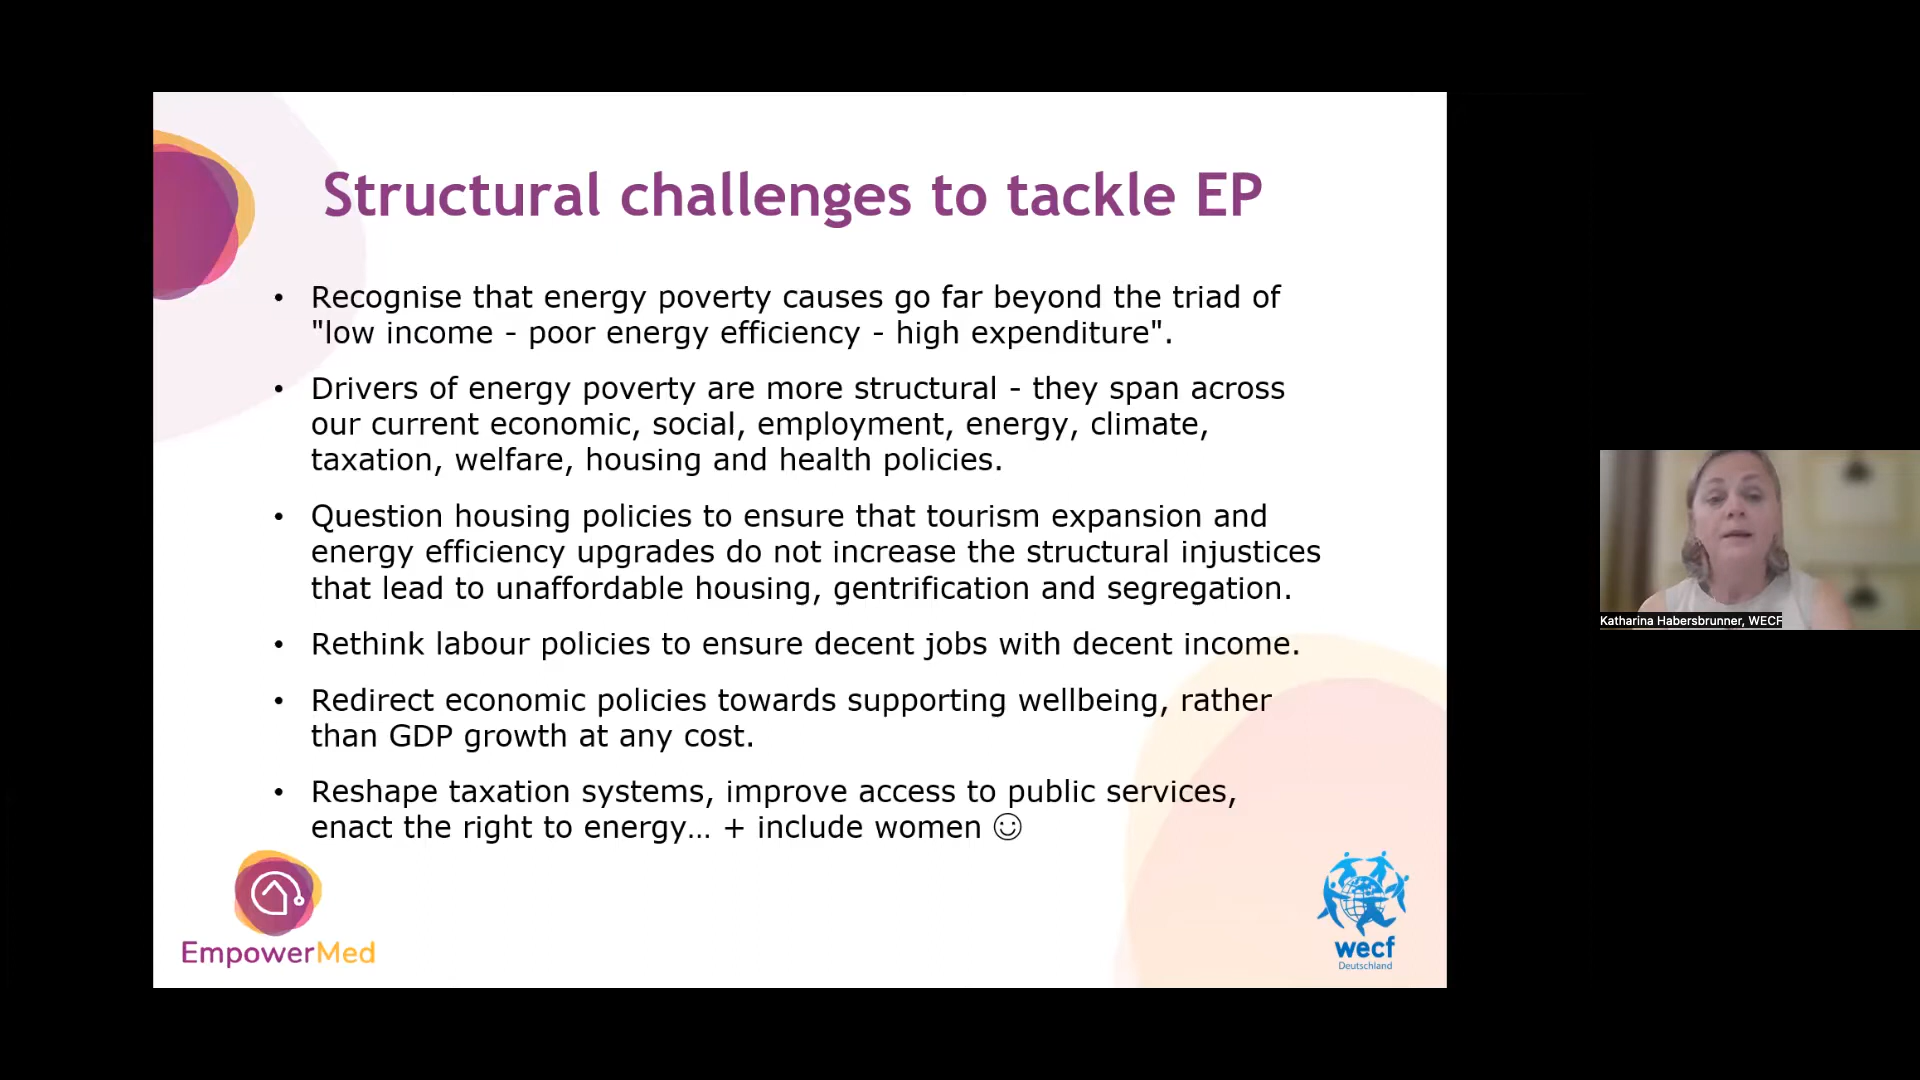 Structural challenges to tackle EP
• Recognise that energy poverty causes go far beyond the triad of
"low income - poor energy efficiency - high expenditure".
• Drivers of energy poverty are more structural - they span across
our current economic, social, employment, energy, climate,
taxation, welfare, housing and health policies.
• Question housing policies to ensure that tourism expansion and
energy efficiency upgrades do not increase the structural injustices
that lead to unaffordable housing, gentrification and segregation.
• Rethink labour policies to ensure decent jobs with decent income.
• Redirect economic policies towards supporting wellbeing, rather
than GDP growth at any cost.
• Reshape taxation systems, improve access to public services,
enact the right to energy… + include women ☺
EmpowerMed
wecf
Deutschland
Katharina Habersbrunner, WECF